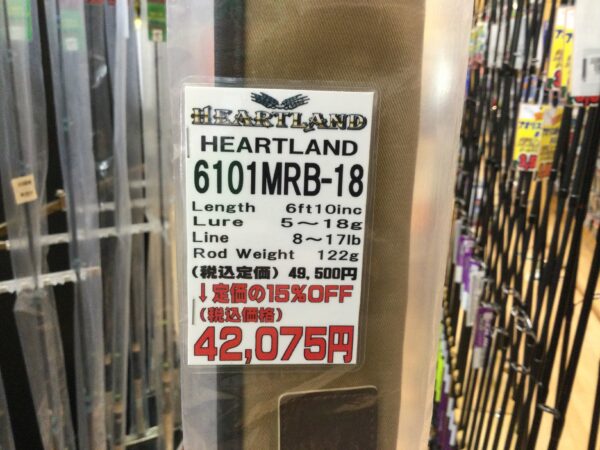 HEARTLAND
HEARTLAND
6101MRB-18
Length 6ft10inc
Lure 5～18g
Line 8～17lb
Rod Weight 122g
(税込定価) 49,500円
↓定価の15%OFF
(税込価格)
42,075円